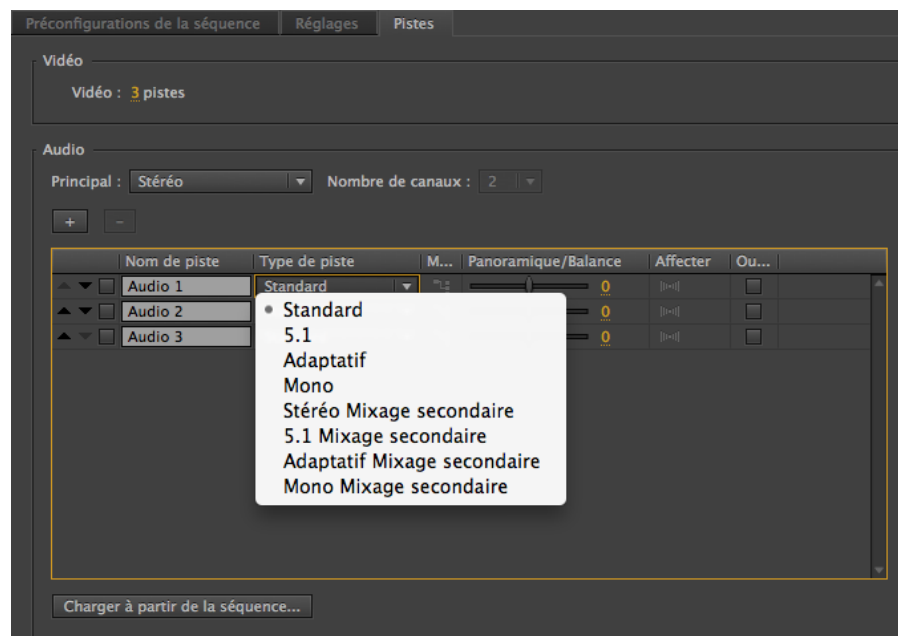 Préconfigurations de la séquence Réglages Pistes
Vidéo
Vidéo : 3 pistes
Audio
Principal : Stéréo Nombre de canaux : 2
+ -
Nom de piste Type de piste M... Panoramique/Balance Affecter Ou...
Audio 1 Standard 0
Audio 2 0
Audio 3 0
Standard
5.1
Adaptatif
Mono
Stéréo Mixage secondaire
5.1 Mixage secondaire
Adaptatif Mixage secondaire
Mono Mixage secondaire
Charger à partir de la séquence...